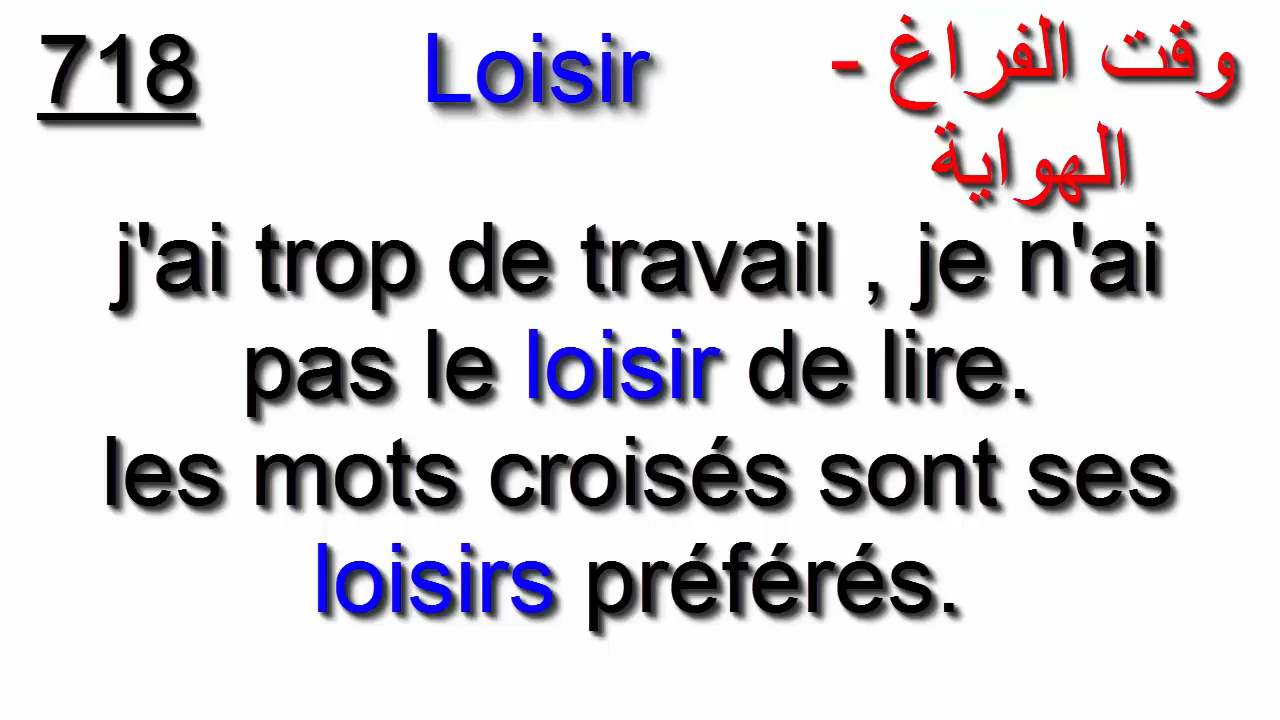 718 Loisir وقت الفراغ -
الهواية
j'ai trop de travail , je n'ai
pas le loisir de lire.
les mots croisés sont ses
loisirs préférés.